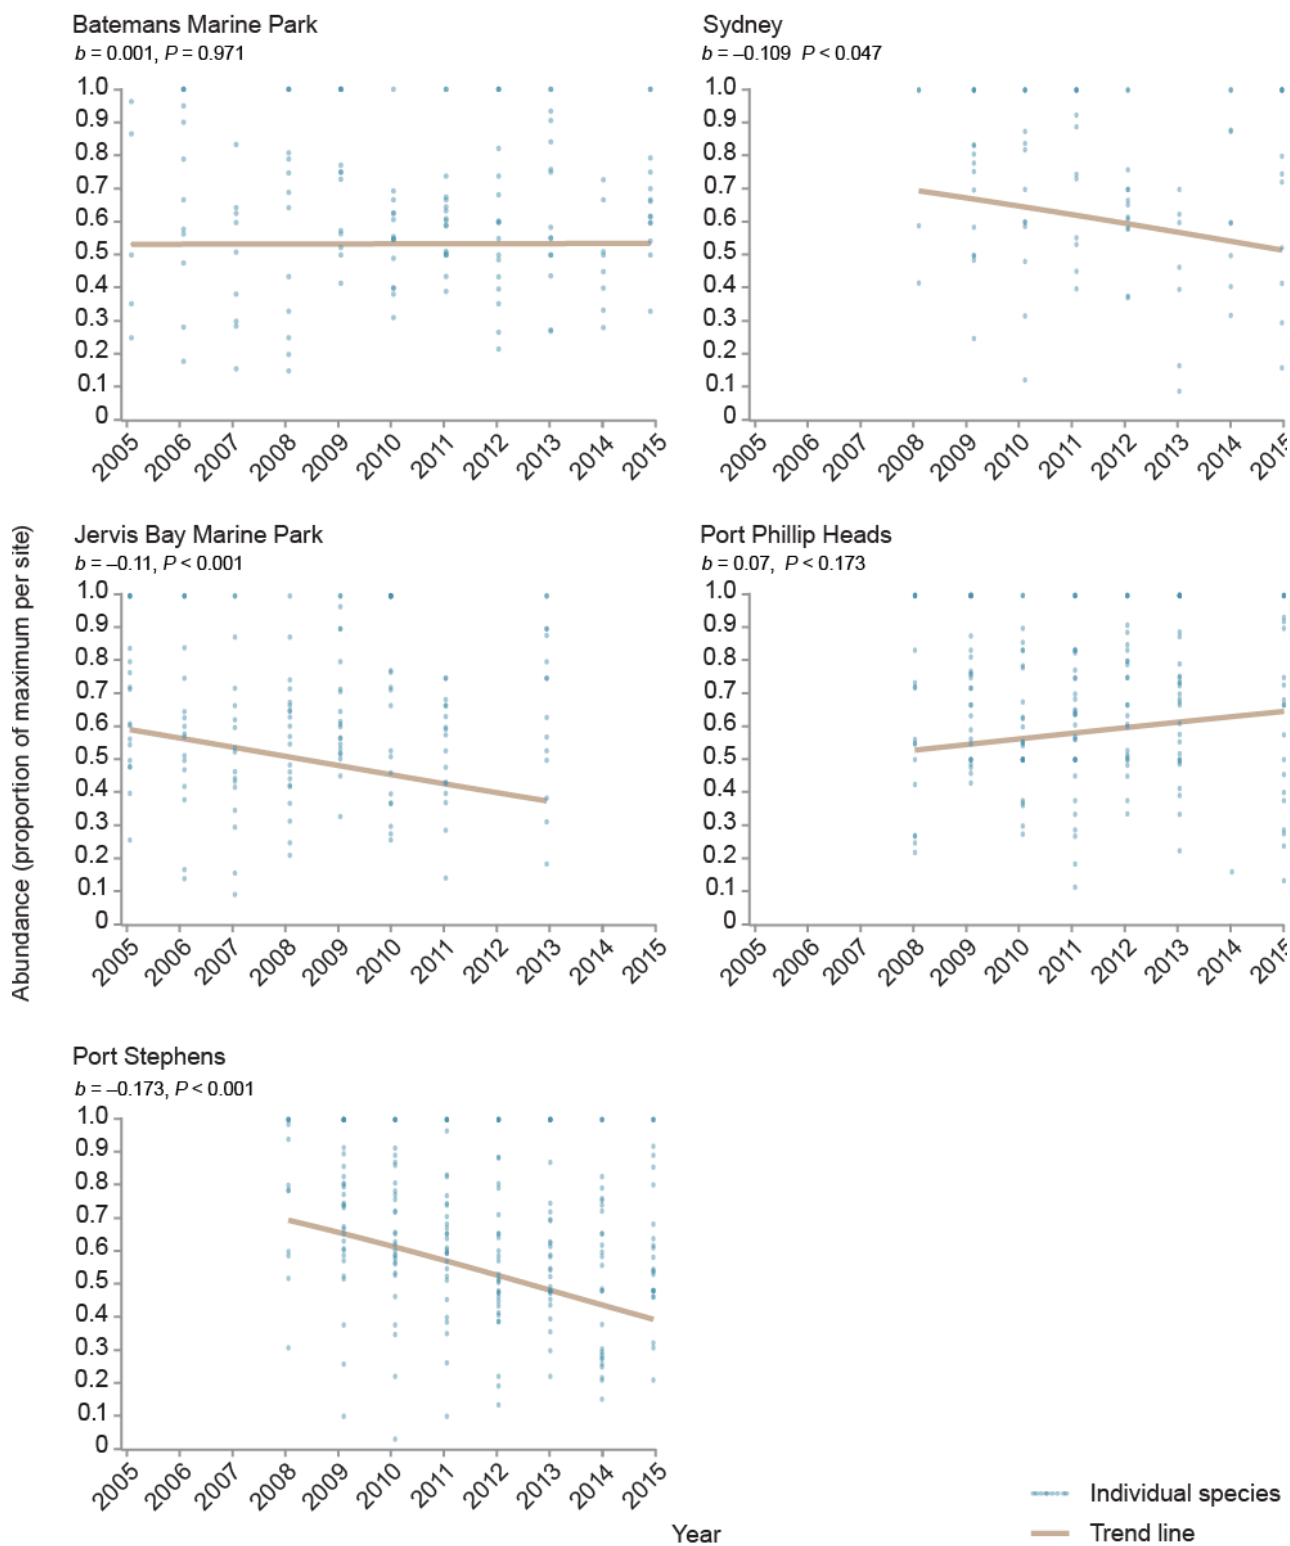 Batemans Marine Park
b = 0.001, P = 0.971
1.0
0.9
0.8
0.7
0.6
0.5
0.4
0.3
0.2
0.1
0
2005 2006 2007 2008 2009 2010 2011 2012 2013 2014 2015
Sydney
b = –0.109 P < 0.047
1.0
0.9
0.8
0.7
0.6
0.5
0.4
0.3
0.2
0.1
0
2005 2006 2007 2008 2009 2010 2011 2012 2013 2014 2015
Abundance (proportion of maximum per site)
Jervis Bay Marine Park
b = –0.11, P < 0.001
1.0
0.9
0.8
0.7
0.6
0.5
0.4
0.3
0.2
0.1
0
2005 2006 2007 2008 2009 2010 2011 2012 2013 2014 2015
Port Phillip Heads
b = 0.07, P < 0.173
1.0
0.9
0.8
0.7
0.6
0.5
0.4
0.3
0.2
0.1
0
2005 2006 2007 2008 2009 2010 2011 2012 2013 2014 2015
Port Stephens
b = –0.173, P < 0.001
1.0
0.9
0.8
0.7
0.6
0.5
0.4
0.3
0.2
0.1
0
2005 2006 2007 2008 2009 2010 2011 2012 2013 2014 2015
Year
Individual species
Trend line